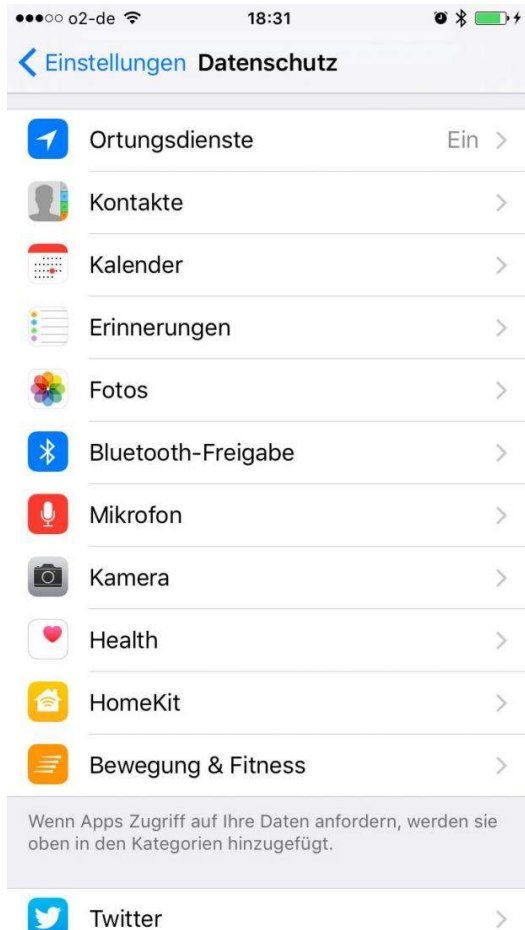 o2-de 18:31
Einstellungen Datenschutz
Ortungsdienste Ein
Kontakte
Kalender
Erinnerungen
Fotos
Bluetooth-Freigabe
Mikrofon
Kamera
Health
HomeKit
Bewegung & Fitness
Wenn Apps Zugriff auf Ihre Daten anfordern, werden sie
oben in den Kategorien hinzugefügt.
Twitter